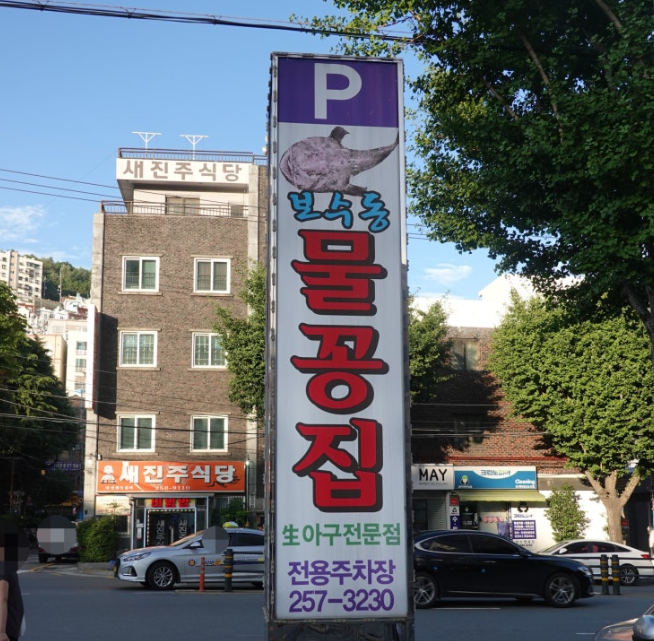 P
보수동
물꽁집
生아구전문점
전용주차장
257-3230
새진주식당
새진주식당
MAY
Cleaning